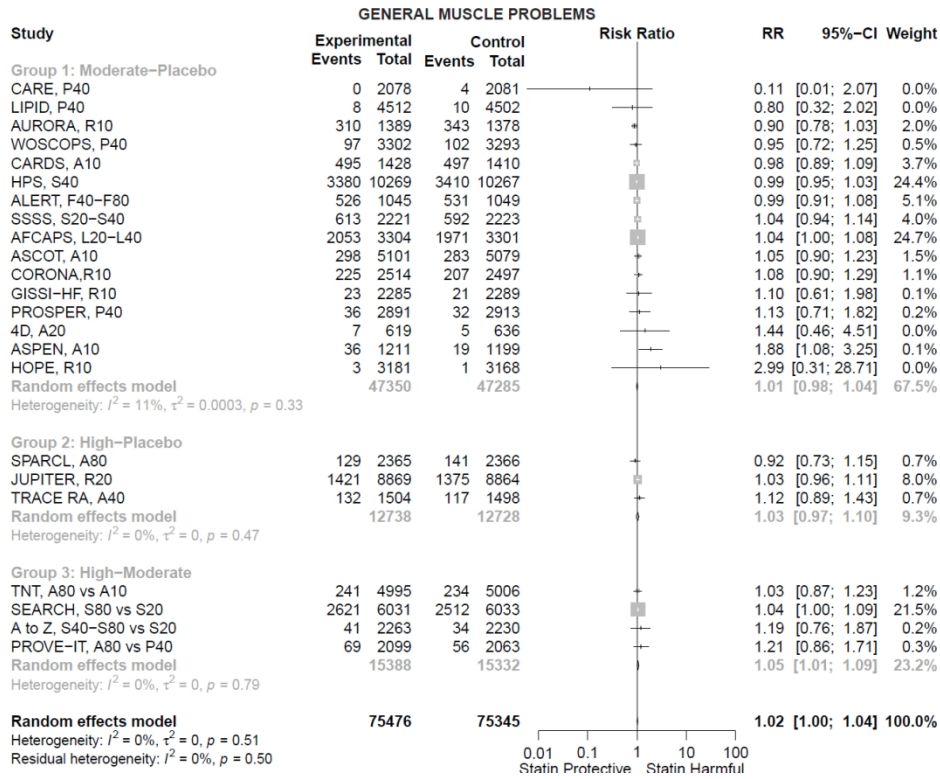 GENERAL MUSCLE PROBLEMS
Study Experimental Control Risk Ratio RR 95%−CI Weight
Events Total Events Total
Group 1: Moderate−Placebo
CARE, P40 0 2078 4 2081 0.11 [0.01; 2.07] 0.0%
LIPID, P40 8 4512 10 4502 0.80 [0.32; 2.02] 0.0%
AURORA, R10 310 1389 343 1378 0.90 [0.78; 1.03] 2.0%
WOSCOPS, P40 97 3302 102 3293 0.95 [0.72; 1.25] 0.5%
CARDS, A10 495 1428 497 1410 0.98 [0.89; 1.09] 3.7%
HPS, S40 3380 10269 3410 10267 0.99 [0.95; 1.03] 24.4%
ALERT, F40−F80 526 1045 531 1049 0.99 [0.91; 1.08] 5.1%
SSSS, S20−S40 613 2221 592 2223 1.04 [0.94; 1.14] 4.0%
AFCAPS, L20−L40 2053 3304 1971 3301 1.04 [1.00; 1.08] 24.7%
ASCOT, A10 298 5101 283 5079 1.05 [0.90; 1.23] 1.5%
CORONA,R10 225 2514 207 2497 1.08 [0.90; 1.29] 1.1%
GISSI−HF, R10 23 2285 21 2289 1.10 [0.61; 1.98] 0.1%
PROSPER, P40 36 2891 32 2913 1.13 [0.71; 1.82] 0.2%
4D, A20 7 619 5 636 1.44 [0.46; 4.51] 0.0%
ASPEN, A10 36 1211 19 1199 1.88 [1.08; 3.25] 0.1%
HOPE, R10 3 3181 1 3168 2.99 [0.31; 28.71] 0.0%
Random effects model 47350 47285 1.01 [0.98; 1.04] 67.5%
Heterogeneity: I² = 11%, τ² = 0.0003, p = 0.33
Group 2: High−Placebo
SPARCL, A80 129 2365 141 2366 0.92 [0.73; 1.15] 0.7%
JUPITER, R20 1421 8869 1375 8864 1.03 [0.96; 1.11] 8.0%
TRACE RA, A40 132 1504 117 1498 1.12 [0.89; 1.43] 0.7%
Random effects model 12738 12728 1.03 [0.97; 1.10] 9.3%
Heterogeneity: I² = 0%, τ² = 0, p = 0.47
Group 3: High−Moderate
TNT, A80 vs A10 241 4995 234 5006 1.03 [0.87; 1.23] 1.2%
SEARCH, S80 vs S20 2621 6031 2512 6033 1.04 [1.00; 1.09] 21.5%
A to Z, S40−S80 vs S20 41 2263 34 2230 1.19 [0.76; 1.87] 0.2%
PROVE−IT, A80 vs P40 69 2099 56 2063 1.21 [0.86; 1.71] 0.2%
Random effects model 15388 15332 1.05 [1.01; 1.09] 23.2%
Heterogeneity: I² = 0%, τ² = 0, p = 0.79
Random effects model 75476 75345 1.02 [1.00; 1.04] 100.0%
Heterogeneity: I² = 0%, τ² = 0, p = 0.51
Residual heterogeneity: I² = 0%, p = 0.50
0.01 0.1 1 10 100
Statin Protective Statin Harmful